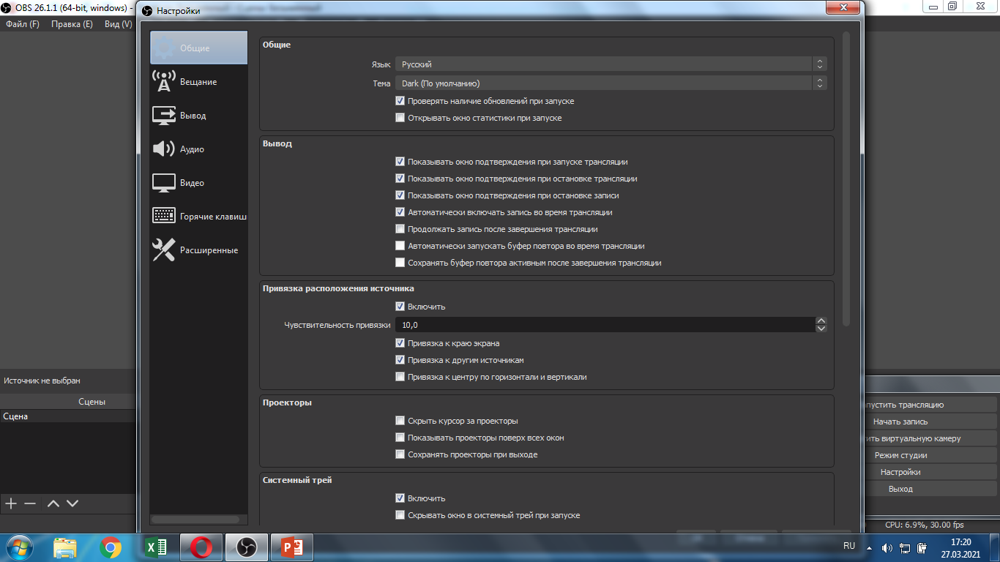 OBS 26.1.1 (64-bit, windows) -
Настройки
Файл (F) Правка (E) Вид (V)
Общие
Вещание
Вывод
Аудио
Видео
Горячие клавиш
Расширенные
Общие
Язык Русский
Тема Dark (По умолчанию)
Проверять наличие обновлений при запуске
Открывать окно статистики при запуске
Вывод
Показывать окно подтверждения при запуске трансляции
Показывать окно подтверждения при остановке трансляции
Показывать окно подтверждения при остановке записи
Автоматически включать запись во время трансляции
Продолжать запись после завершения трансляции
Автоматически запускать буфер повтора во время трансляции
Сохранять буфер повтора активным после завершения трансляции
Привязка расположения источника
Включить
Чувствительность привязки 10,0
Привязка к краю экрана
Привязка к другим источникам
Привязка к центру по горизонтали и вертикали
Проекторы
Скрыть курсор за проекторы
Показывать проекторы поверх всех окон
Сохранять проекторы при выходе
Системный трей
Включить
Скрывать окно в системный трей при запуске
Источник не выбран
Сцены
Сцена
пустить трансляцию
Начать запись
ить виртуальную камеру
Режим студии
Настройки
Выход
CPU: 6.9%, 30.00 fps
RU
17:20
27.03.2021